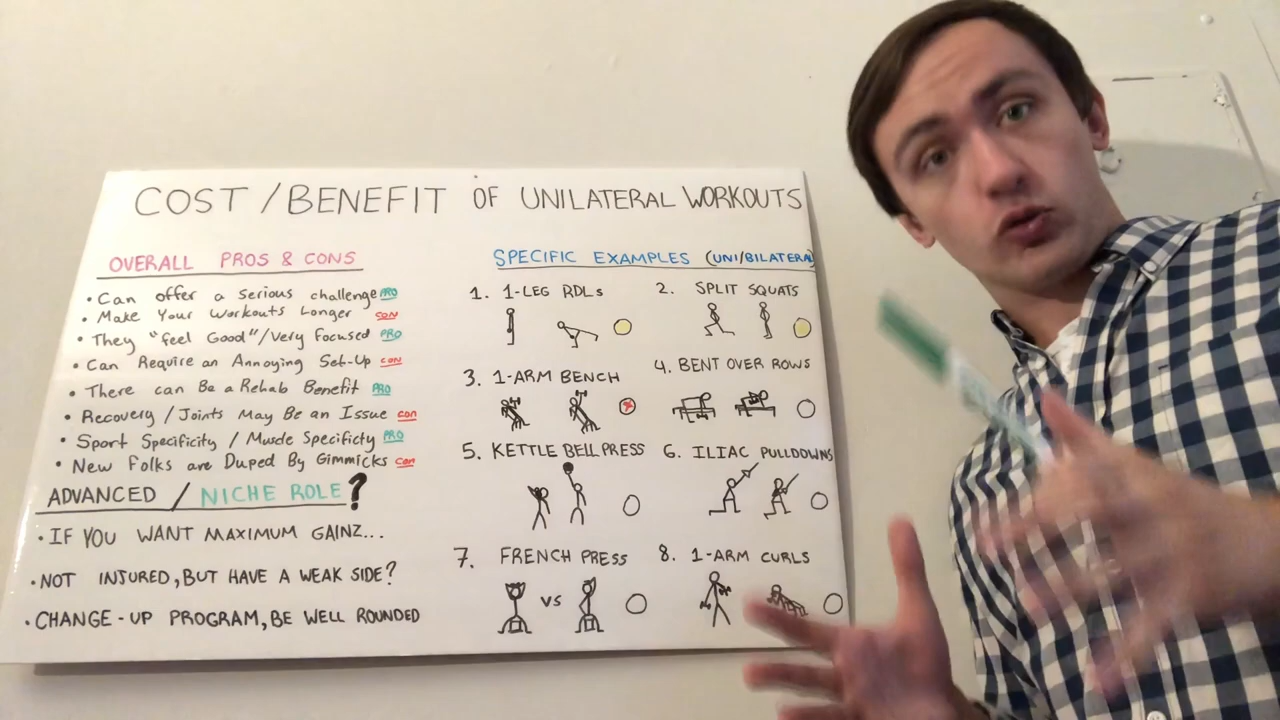 COST / BENEFIT OF UNILATERAL WORKOUTS
OVERALL PROS & CONS
• Can offer a serious challenge PRO
• Make Your Workouts Longer CON
• They "feel Good"/Very Focused PRO
• Can Require an Annoying Set-Up CON
• There can Be a Rehab Benefit PRO
• Recovery / Joints May Be an Issue CON
• Sport Specificity / Muscle Specificty PRO
• New Folks are Duped By Gimmicks CON
ADVANCED / NICHE ROLE?
• IF YOU WANT MAXIMUM GAINZ...
• NOT INJURED, BUT HAVE A WEAK SIDE?
• CHANGE-UP PROGRAM, BE WELL ROUNDED
SPECIFIC EXAMPLES (UNI/BILATERAL)
1. 1-LEG RDLs
2. SPLIT SQUATS
3. 1-ARM BENCH
4. BENT OVER ROWS
5. KETTLE BELL PRESS
6. ILIAC PULLDOWNS
7. FRENCH PRESS
VS
8. 1-ARM CURLS